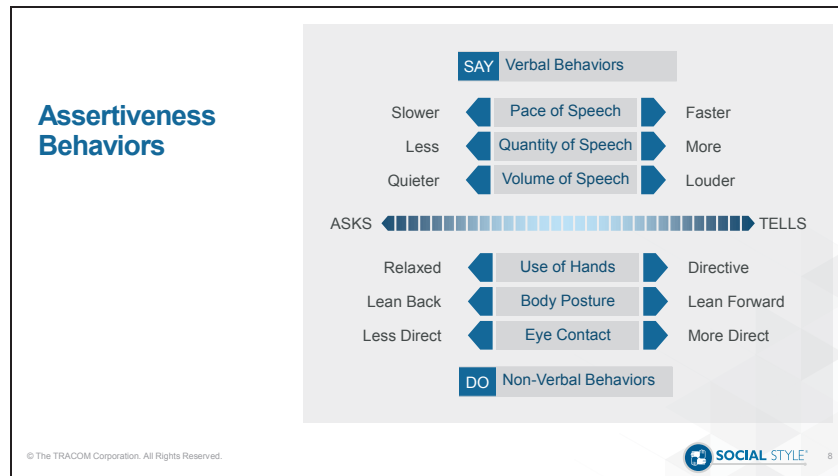 Assertiveness
Behaviors
SAY Verbal Behaviors
Slower Pace of Speech Faster
Less Quantity of Speech More
Quieter Volume of Speech Louder
ASKS TELLS
Relaxed Use of Hands Directive
Lean Back Body Posture Lean Forward
Less Direct Eye Contact More Direct
DO Non-Verbal Behaviors
© The TRACOM Corporation. All Rights Reserved.
SOCIAL STYLE® 8